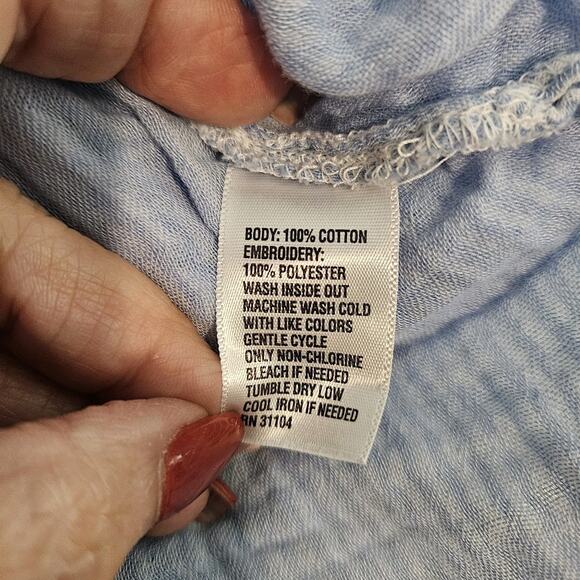 BODY: 100% COTTON
EMBROIDERY:
100% POLYESTER
WASH INSIDE OUT
MACHINE WASH COLD
WITH LIKE COLORS
GENTLE CYCLE
ONLY NON-CHLORINE
BLEACH IF NEEDED
TUMBLE DRY LOW
COOL IRON IF NEEDED
RN 31104